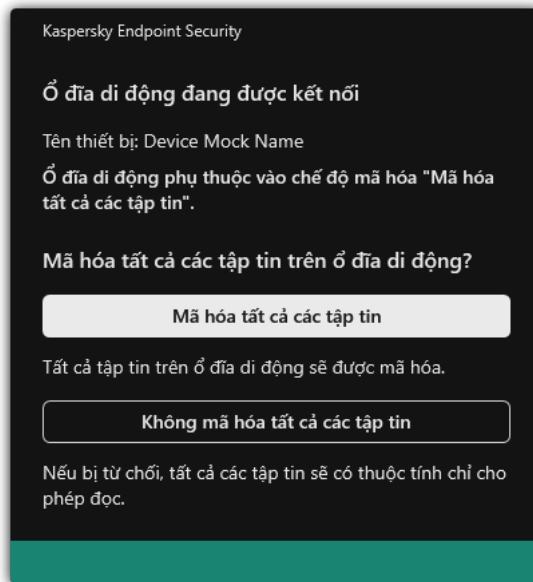 Kaspersky Endpoint Security
Ổ đĩa di động đang được kết nối
Tên thiết bị: Device Mock Name
Ổ đĩa di động phụ thuộc vào chế độ mã hóa "Mã hóa
tất cả các tập tin".
Mã hóa tất cả các tập tin trên ổ đĩa di động?
Mã hóa tất cả các tập tin
Tất cả tập tin trên ổ đĩa di động sẽ được mã hóa.
Không mã hóa tất cả các tập tin
Nếu bị từ chối, tất cả các tập tin sẽ có thuộc tính chỉ cho
phép đọc.